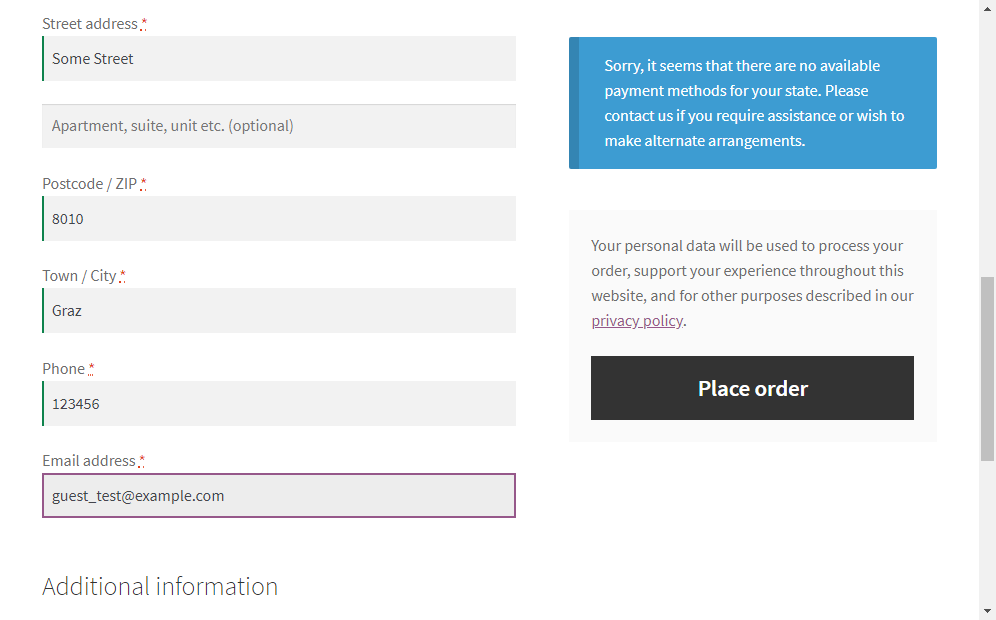 Street address *
Some Street
Apartment, suite, unit etc. (optional)
Postcode / ZIP *
8010
Town / City *
Graz
Phone *
123456
Email address *
guest_test@example.com
Additional information
Sorry, it seems that there are no available
payment methods for your state. Please
contact us if you require assistance or wish to
make alternate arrangements.
Your personal data will be used to process your
order, support your experience throughout this
website, and for other purposes described in our
privacy policy.
Place order